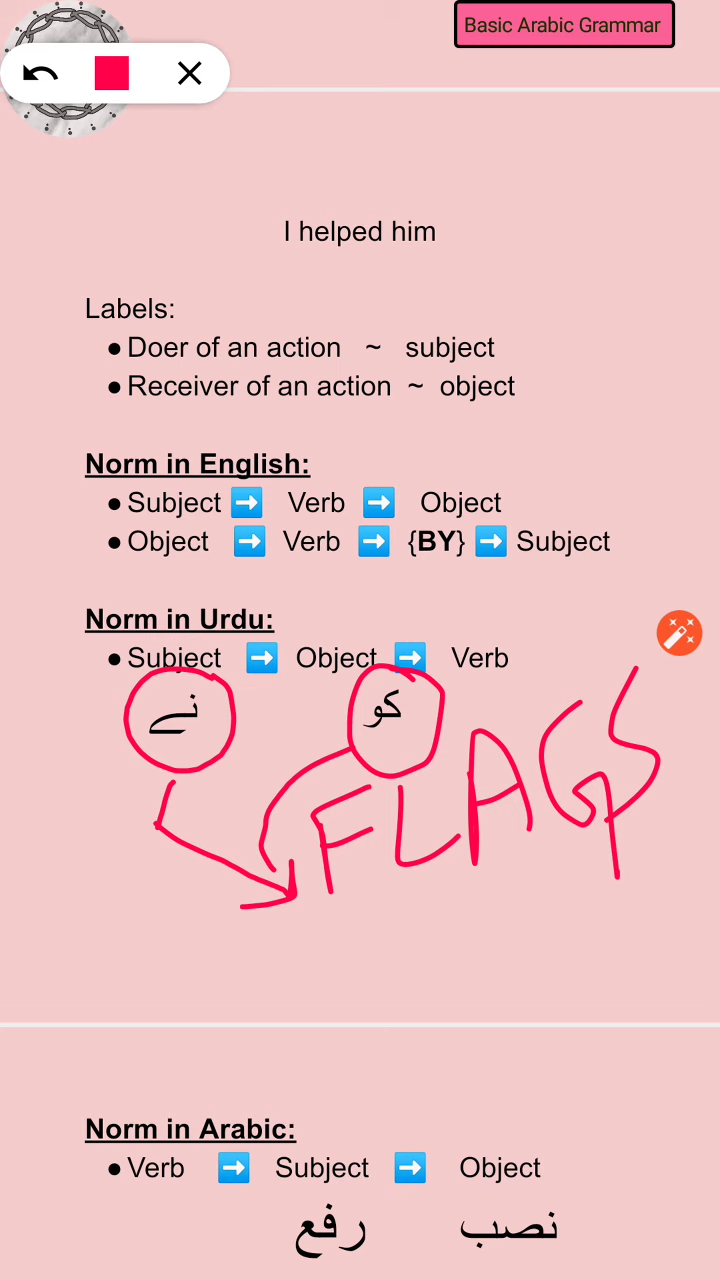 Basic Arabic Grammar
I helped him
Labels:
● Doer of an action ~ subject
● Receiver of an action ~ object
Norm in English:
● Subject ➡ Verb ➡ Object
● Object ➡ Verb ➡ {BY} ➡ Subject
Norm in Urdu:
● Subject ➡ Object ➡ Verb
نے کو
FLAGS
Norm in Arabic:
● Verb ➡ Subject ➡ Object
رفع نصب